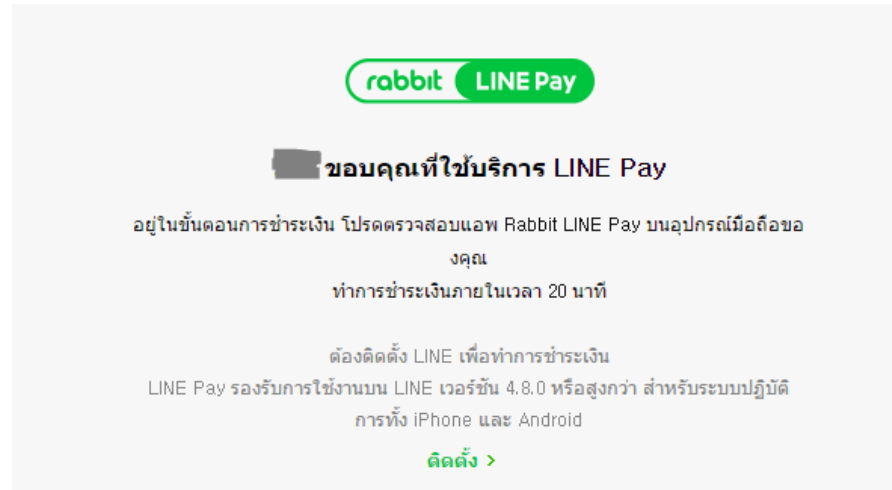 rabbit LINE Pay
ขอบคุณที่ใช้บริการ LINE Pay
อยู่ในขั้นตอนการชำระเงิน โปรดตรวจสอบแอพ Rabbit LINE Pay บนอุปกรณ์มือถือขอ
งคุณ
ทำการชำระเงินภายในเวลา 20 นาที
ต้องติดตั้ง LINE เพื่อทำการชำระเงิน
LINE Pay รองรับการใช้งานบน LINE เวอร์ชัน 4.8.0 หรือสูงกว่า สำหรับระบบปฏิบัติ
การทั้ง iPhone และ Android
ติดตั้ง >